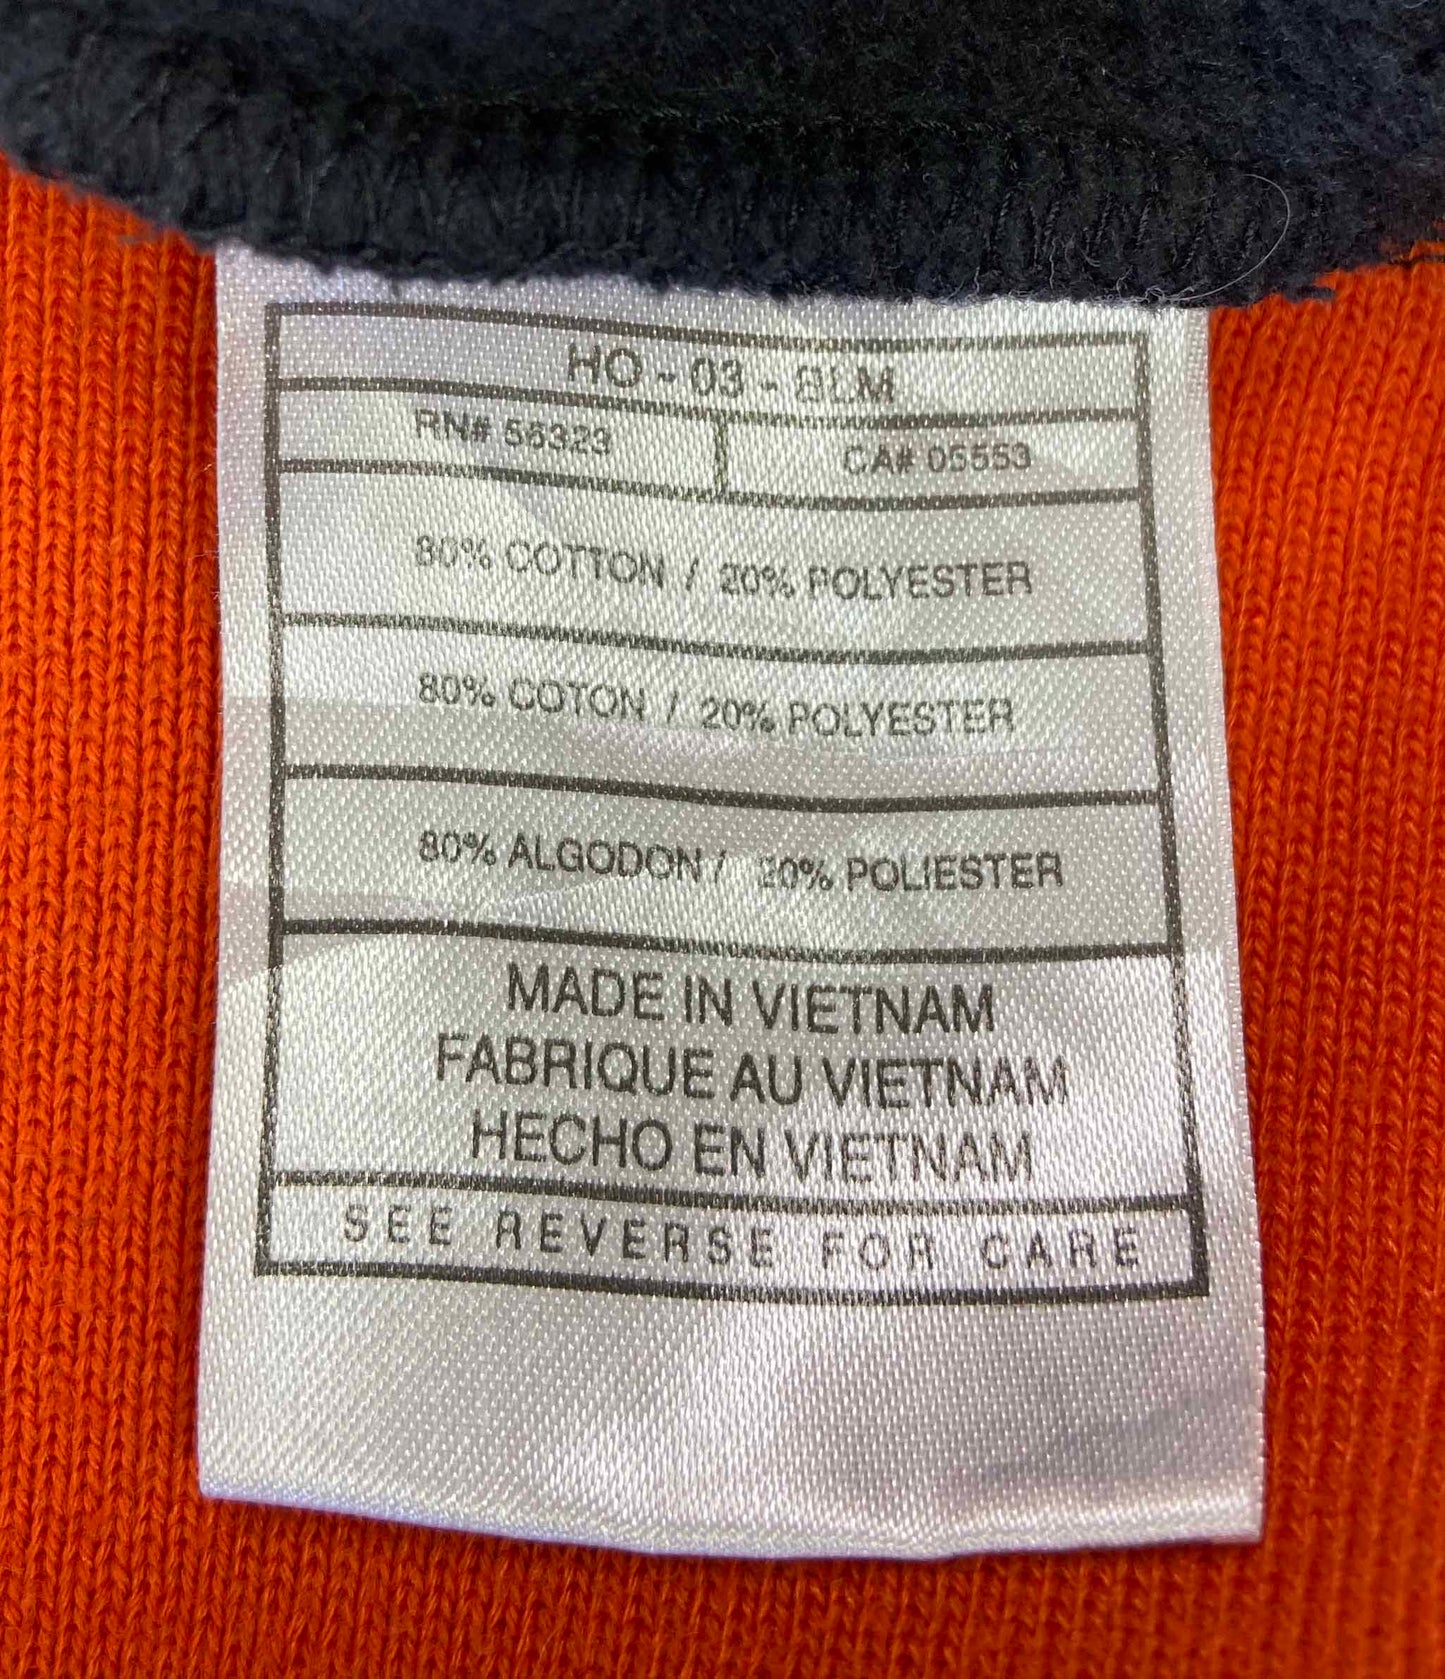 HO - 03 - BLM
RN# 56323
CA# 05553
80% COTTON / 20% POLYESTER
80% COTON / 20% POLYESTER
80% ALGODON / 20% POLIESTER
MADE IN VIETNAM
FABRIQUE AU VIETNAM
HECHO EN VIETNAM
SEE REVERSE FOR CARE